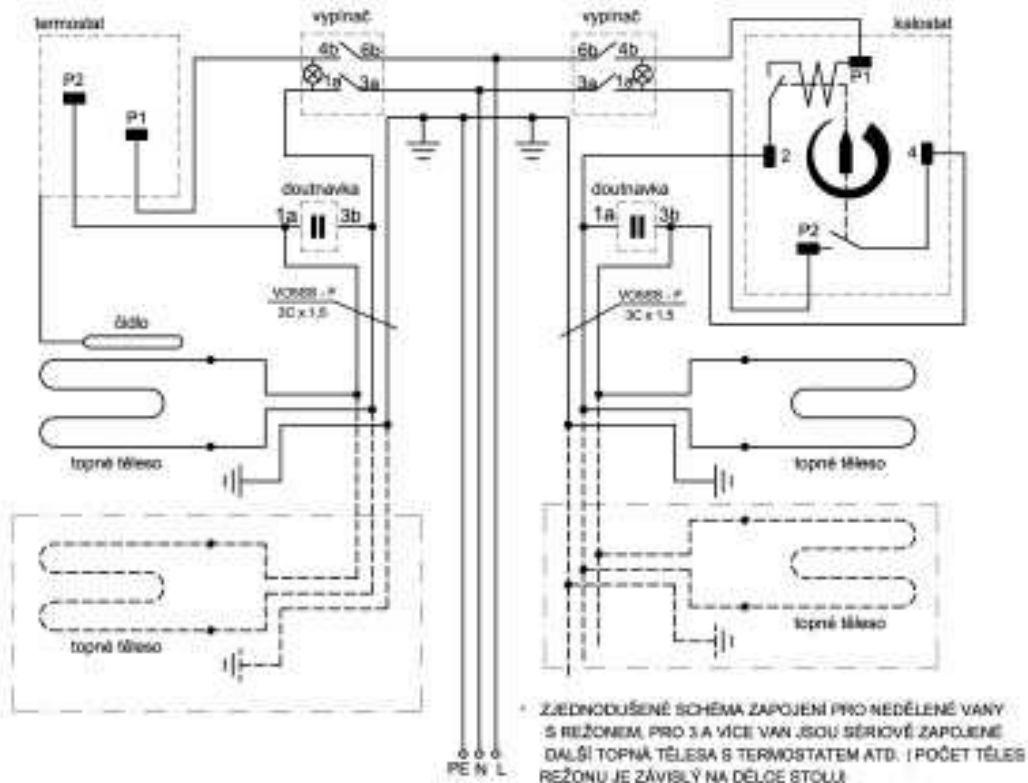 termostat
vypínač
vypínač
kalostat
P2
P1
4b 6b
1a 3a
6b 4b
3a 1a
P1
2
4
P2
doutnavka
1a 3b
doutnavka
1a 3b
3C x 1,5
3C x 1,5
čidlo
topné těleso
topné těleso
topné těleso
topné těleso
* ZJEDNODUŠENÉ SCHÉMA ZAPOJENÍ PRO NEDĚLENÉ VANY
S REŽONEM, PRO 3 A VÍCE VAN JSOU SÉRIOVĚ ZAPOJENÉ
DALŠÍ TOPNÁ TĚLESA S TERMOSTATEM ATD. ( POČET TĚLES
REŽONU JE ZÁVISLÝ NA DÉLCE STOLU)
PE N L